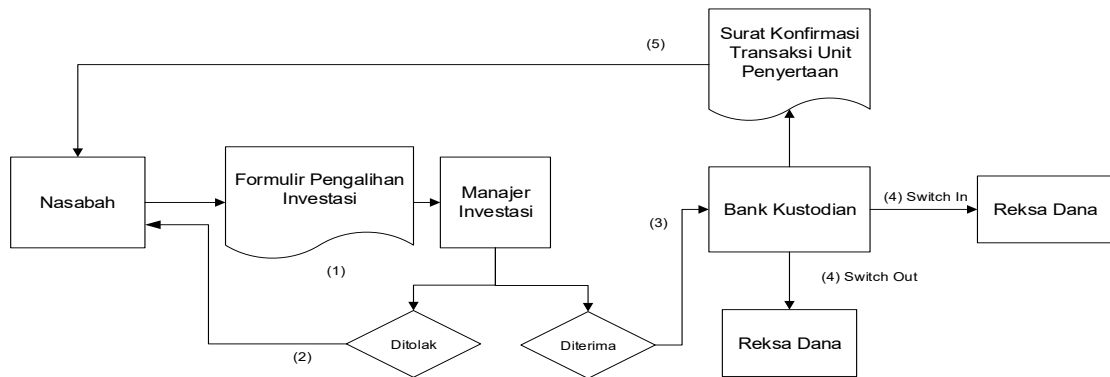 Surat Konfirmasi
Transaksi Unit
Penyertaan
(5)
Nasabah
Formulir Pengalihan
Investasi
(1)
Manajer
Investasi
(3)
Bank Kustodian
(4) Switch In
Reksa Dana
(4) Switch Out
Reksa Dana
Ditolak
Diterima
(2)